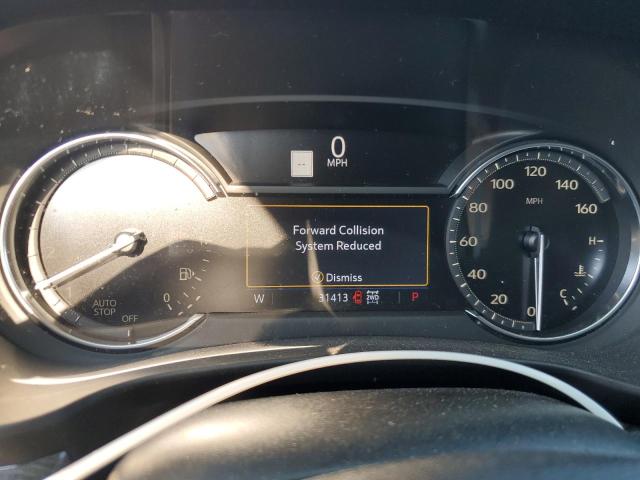 0
MPH
--
Forward Collision
System Reduced
✓ Dismiss
AUTO
STOP
OFF
0
W
31413
2WD
P
0
20
40
60
80
100
120
140
160
MPH
H
C